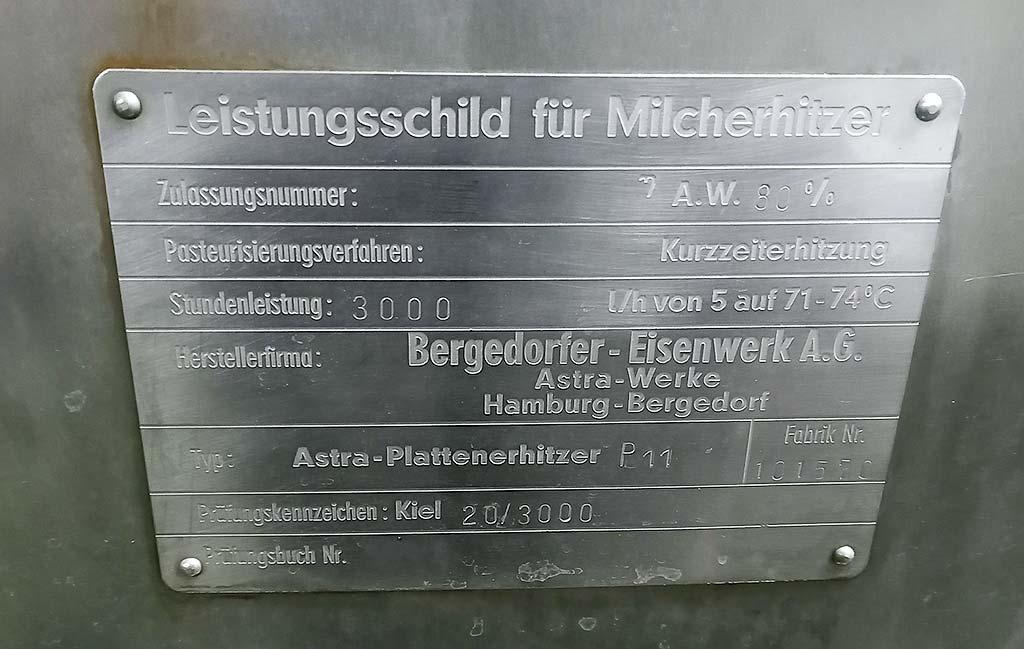 Leistungsschild für Milcherhitzer
Zulassungsnummer: A.W. 80 %
Pasteurisierungsverfahren: Kurzzeiterhitzung
Stundenleistung: 3000 l/h von 5 auf 71-74°C
Herstellerfirma: Bergedorfer-Eisenwerk A.G.
Astra-Werke
Hamburg-Bergedorf
Typ: Astra-Plattenerhitzer P 11
Fabrik Nr.
Prüfungskennzeichen: Kiel 20/3000
Prüfungsbuch Nr.